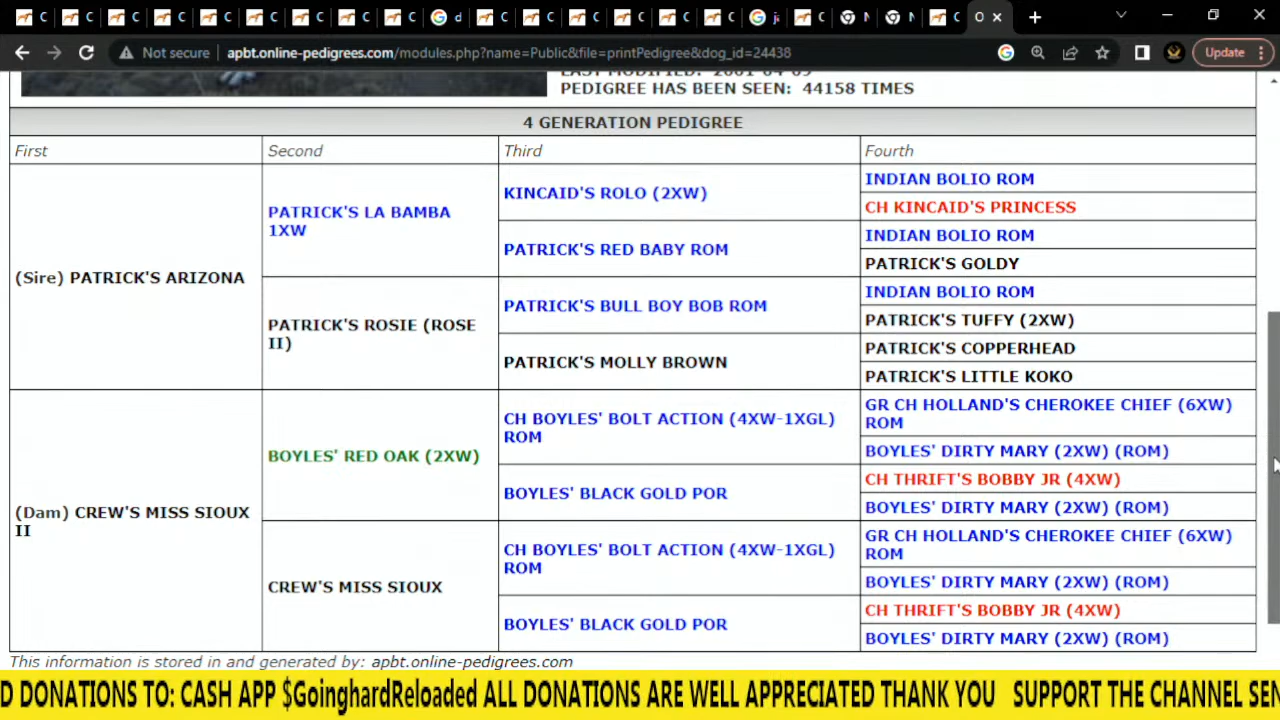 Not secure apbt.online-pedigrees.com/modules.php?name=Public&file=printPedigree&dog_id=24438 Update
PEDIGREE HAS BEEN SEEN: 44158 TIMES
4 GENERATION PEDIGREE
First Second Third Fourth
(Sire) PATRICK'S ARIZONA
PATRICK'S LA BAMBA
1XW
KINCAID'S ROLO (2XW)
INDIAN BOLIO ROM
CH KINCAID'S PRINCESS
PATRICK'S RED BABY ROM
INDIAN BOLIO ROM
PATRICK'S GOLDY
PATRICK'S ROSIE (ROSE
II)
PATRICK'S BULL BOY BOB ROM
INDIAN BOLIO ROM
PATRICK'S TUFFY (2XW)
PATRICK'S MOLLY BROWN
PATRICK'S COPPERHEAD
PATRICK'S LITTLE KOKO
(Dam) CREW'S MISS SIOUX
II
BOYLES' RED OAK (2XW)
CH BOYLES' BOLT ACTION (4XW-1XGL)
ROM
GR CH HOLLAND'S CHEROKEE CHIEF (6XW)
ROM
BOYLES' DIRTY MARY (2XW) (ROM)
BOYLES' BLACK GOLD POR
CH THRIFT'S BOBBY JR (4XW)
BOYLES' DIRTY MARY (2XW) (ROM)
CREW'S MISS SIOUX
CH BOYLES' BOLT ACTION (4XW-1XGL)
ROM
GR CH HOLLAND'S CHEROKEE CHIEF (6XW)
ROM
BOYLES' DIRTY MARY (2XW) (ROM)
BOYLES' BLACK GOLD POR
CH THRIFT'S BOBBY JR (4XW)
BOYLES' DIRTY MARY (2XW) (ROM)
This information is stored in and generated by: apbt.online-pedigrees.com
D DONATIONS TO: CASH APP $GoinghardReloaded ALL DONATIONS ARE WELL APPRECIATED THANK YOU SUPPORT THE CHANNEL SEN